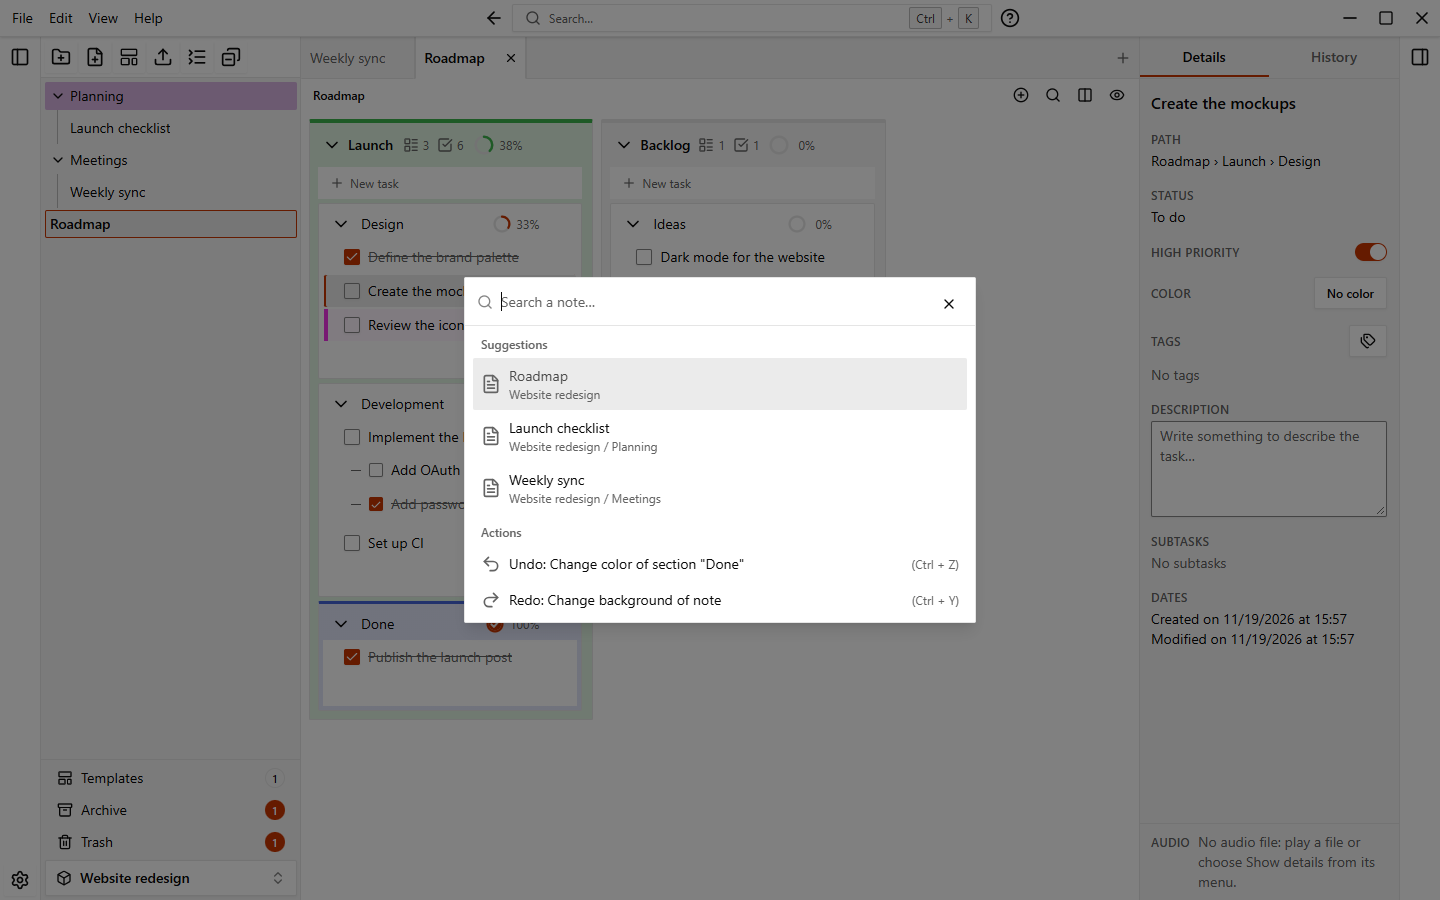 File Edit View Help
Search...
Ctrl + K
Planning
Launch checklist
Meetings
Weekly sync
Roadmap
Templates 1
Archive 1
Trash 1
Website redesign
Weekly sync
Roadmap
Roadmap
Launch 3 6 38%
New task
Design 33%
Define the brand palette
Create the moc
Review the icon
Development
Implement the
Add OAuth
Add passwo
Set up CI
Done 100%
Publish the launch post
Backlog 1 1 0%
New task
Ideas 0%
Dark mode for the website
Search a note...
Suggestions
Roadmap
Website redesign
Launch checklist
Website redesign / Planning
Weekly sync
Website redesign / Meetings
Actions
Undo: Change color of section "Done" (Ctrl + Z)
Redo: Change background of note (Ctrl + Y)
Details History
Create the mockups
PATH
Roadmap › Launch › Design
STATUS
To do
HIGH PRIORITY
COLOR No color
TAGS
No tags
DESCRIPTION
Write something to describe the
task...
SUBTASKS
No subtasks
DATES
Created on 11/19/2026 at 15:57
Modified on 11/19/2026 at 15:57
AUDIO No audio file: play a file or
choose Show details from its
menu.